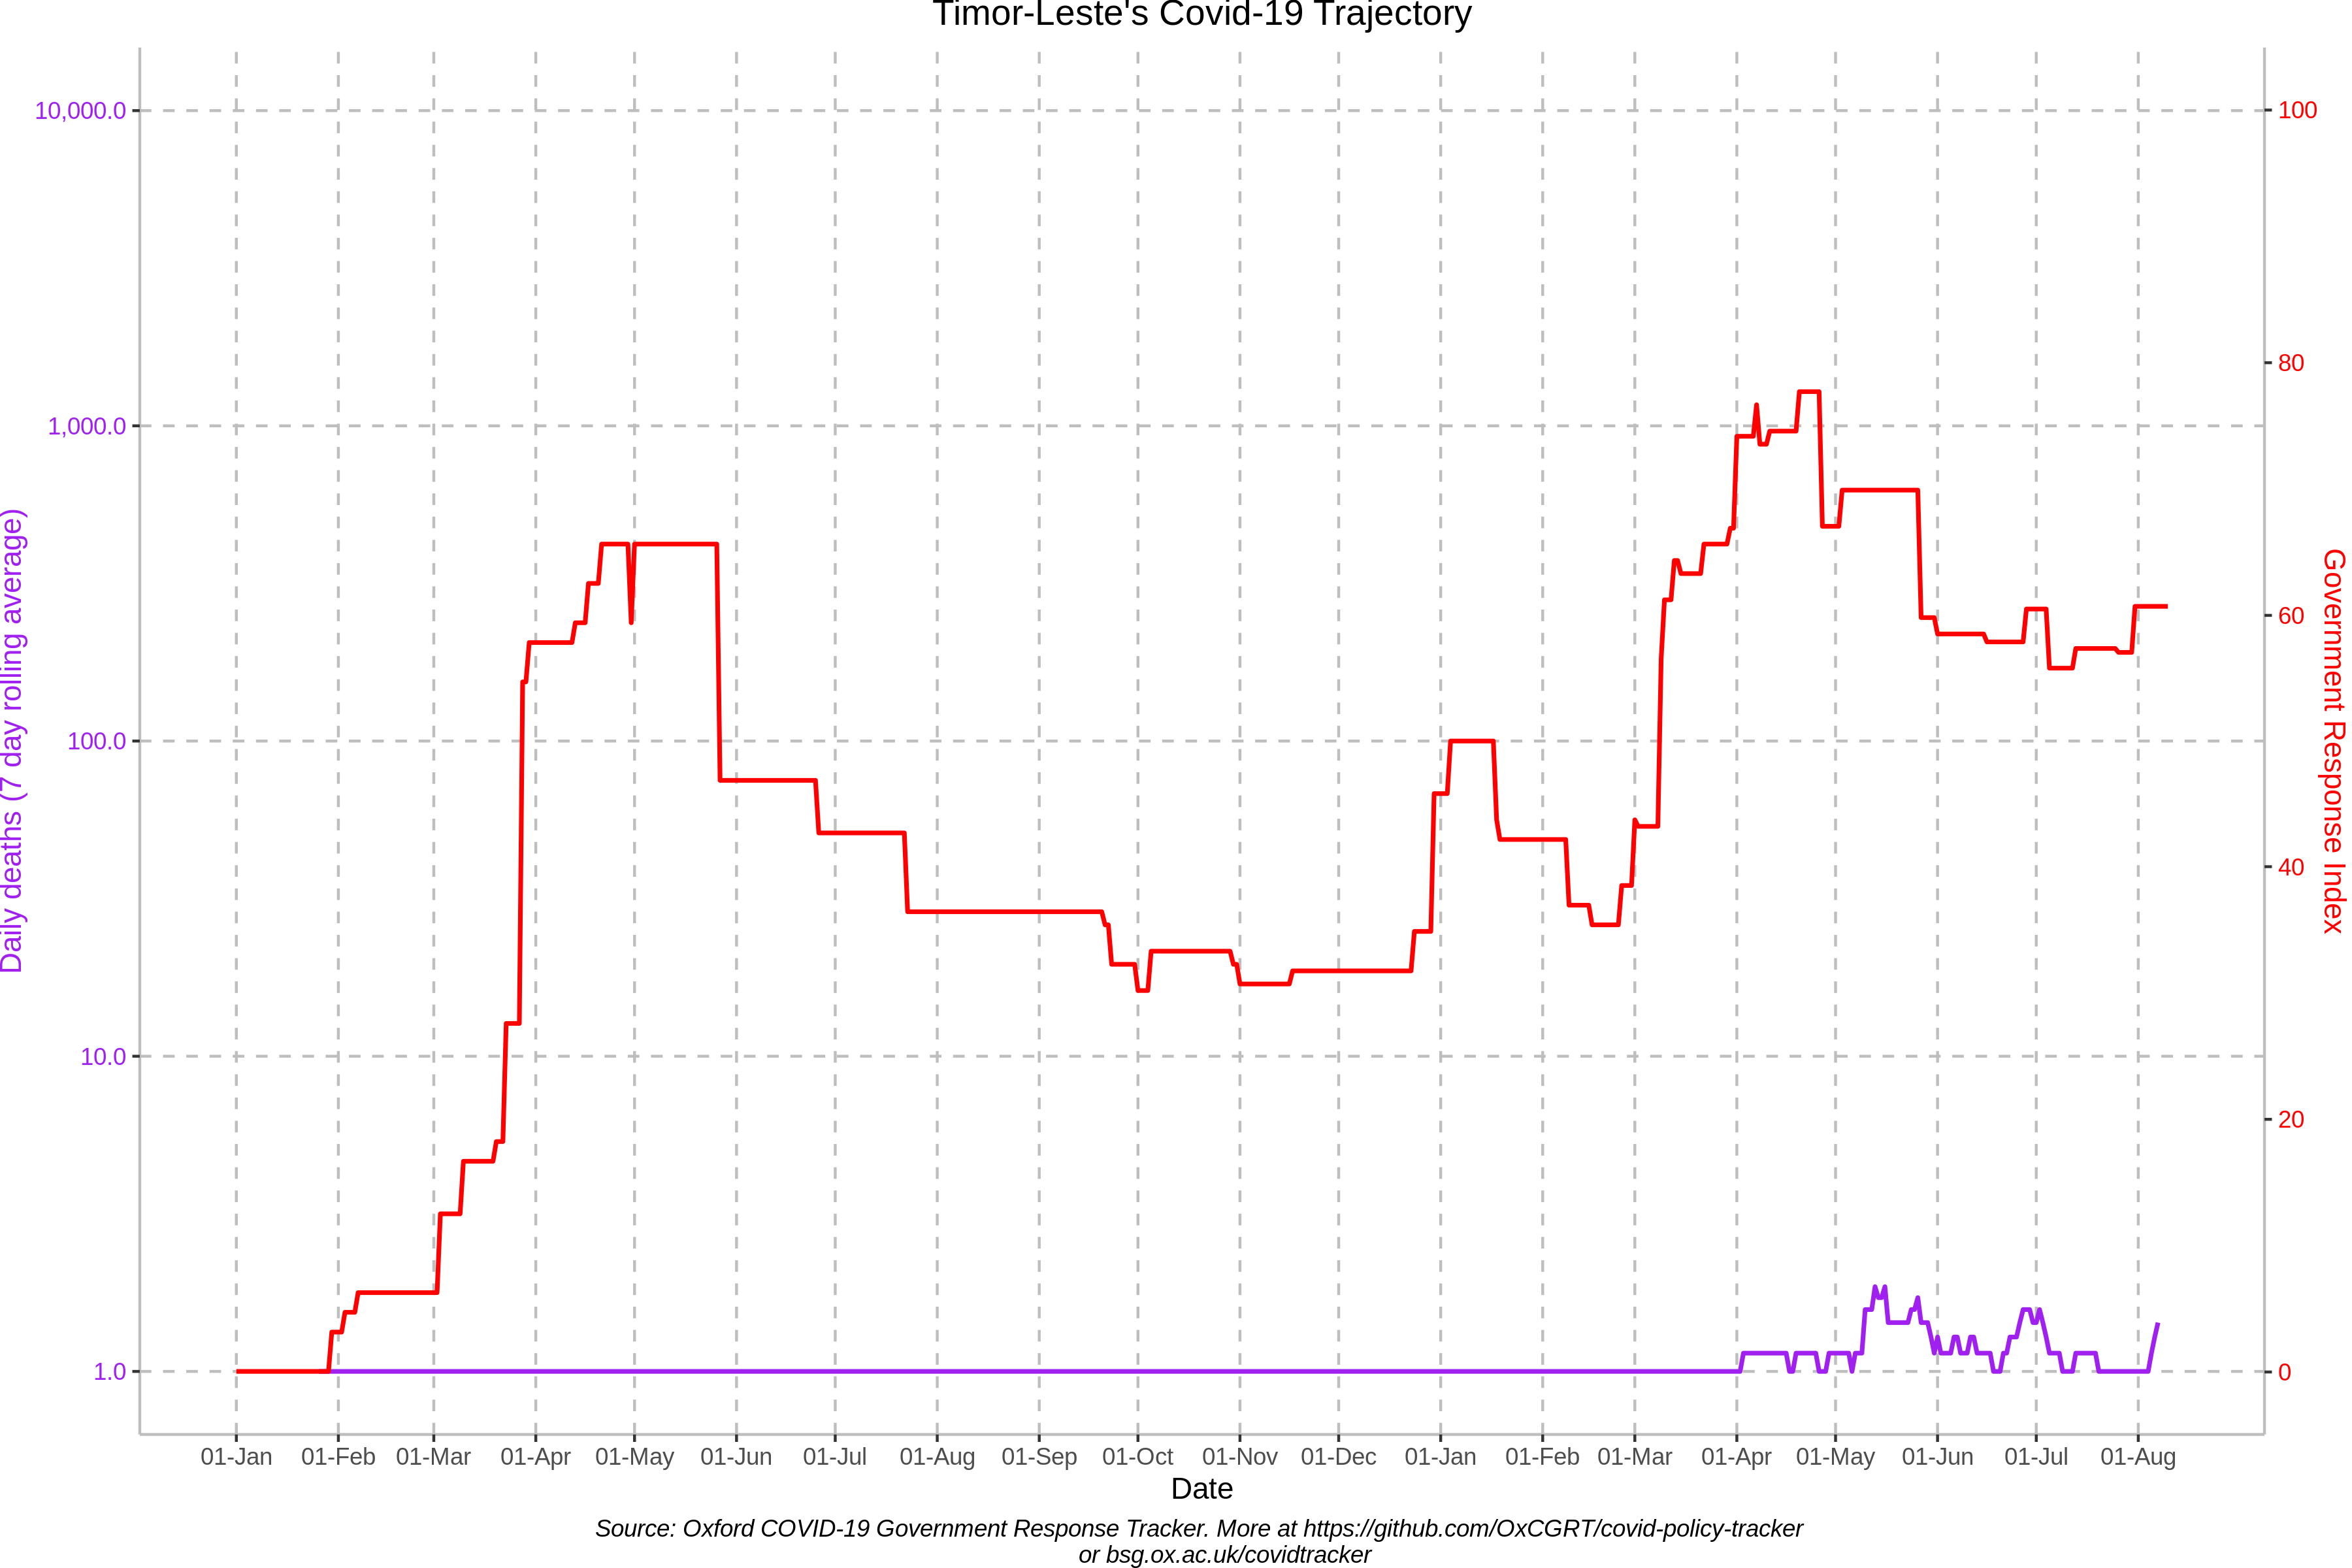 Timor-Leste's Covid-19 Trajectory
Daily deaths (7 day rolling average)
10,000.0
1,000.0
100.0
10.0
1.0
100
80
60
40
20
0
Government Response Index
01-Jan 01-Feb 01-Mar 01-Apr 01-May 01-Jun 01-Jul 01-Aug 01-Sep 01-Oct 01-Nov 01-Dec 01-Jan 01-Feb 01-Mar 01-Apr 01-May 01-Jun 01-Jul 01-Aug
Date
Source: Oxford COVID-19 Government Response Tracker. More at https://github.com/OxCGRT/covid-policy-tracker
or bsg.ox.ac.uk/covidtracker